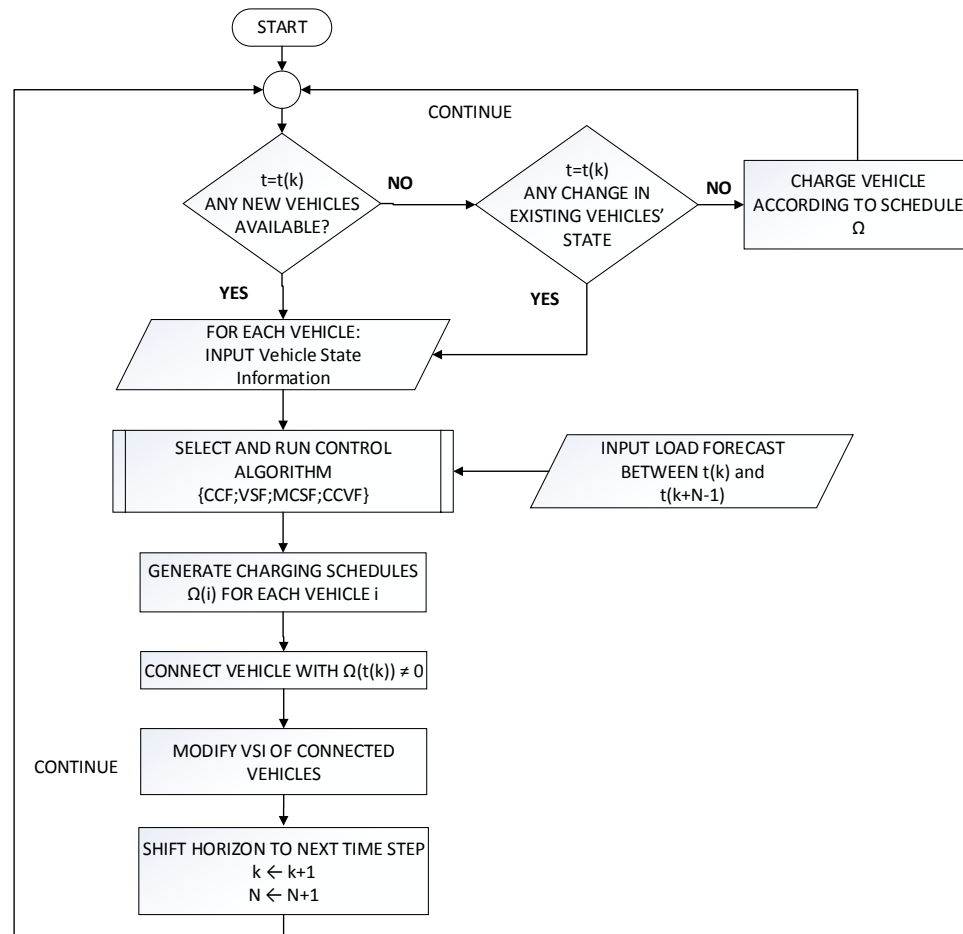 START
CONTINUE
t=t(k)
ANY NEW VEHICLES
AVAILABLE?
NO
t=t(k)
ANY CHANGE IN
EXISTING VEHICLES’
STATE
NO
CHARGE VEHICLE
ACCORDING TO SCHEDULE
Ω
YES
YES
FOR EACH VEHICLE:
INPUT Vehicle State
Information
SELECT AND RUN CONTROL
ALGORITHM
{CCF;VSF;MCSF;CCVF}
INPUT LOAD FORECAST
BETWEEN t(k) and
t(k+N-1)
GENERATE CHARGING SCHEDULES
Ω(i) FOR EACH VEHICLE i
CONNECT VEHICLE WITH Ω(t(k)) ≠ 0
MODIFY VSI OF CONNECTED
VEHICLES
CONTINUE
SHIFT HORIZON TO NEXT TIME STEP
k ← k+1
N ← N+1